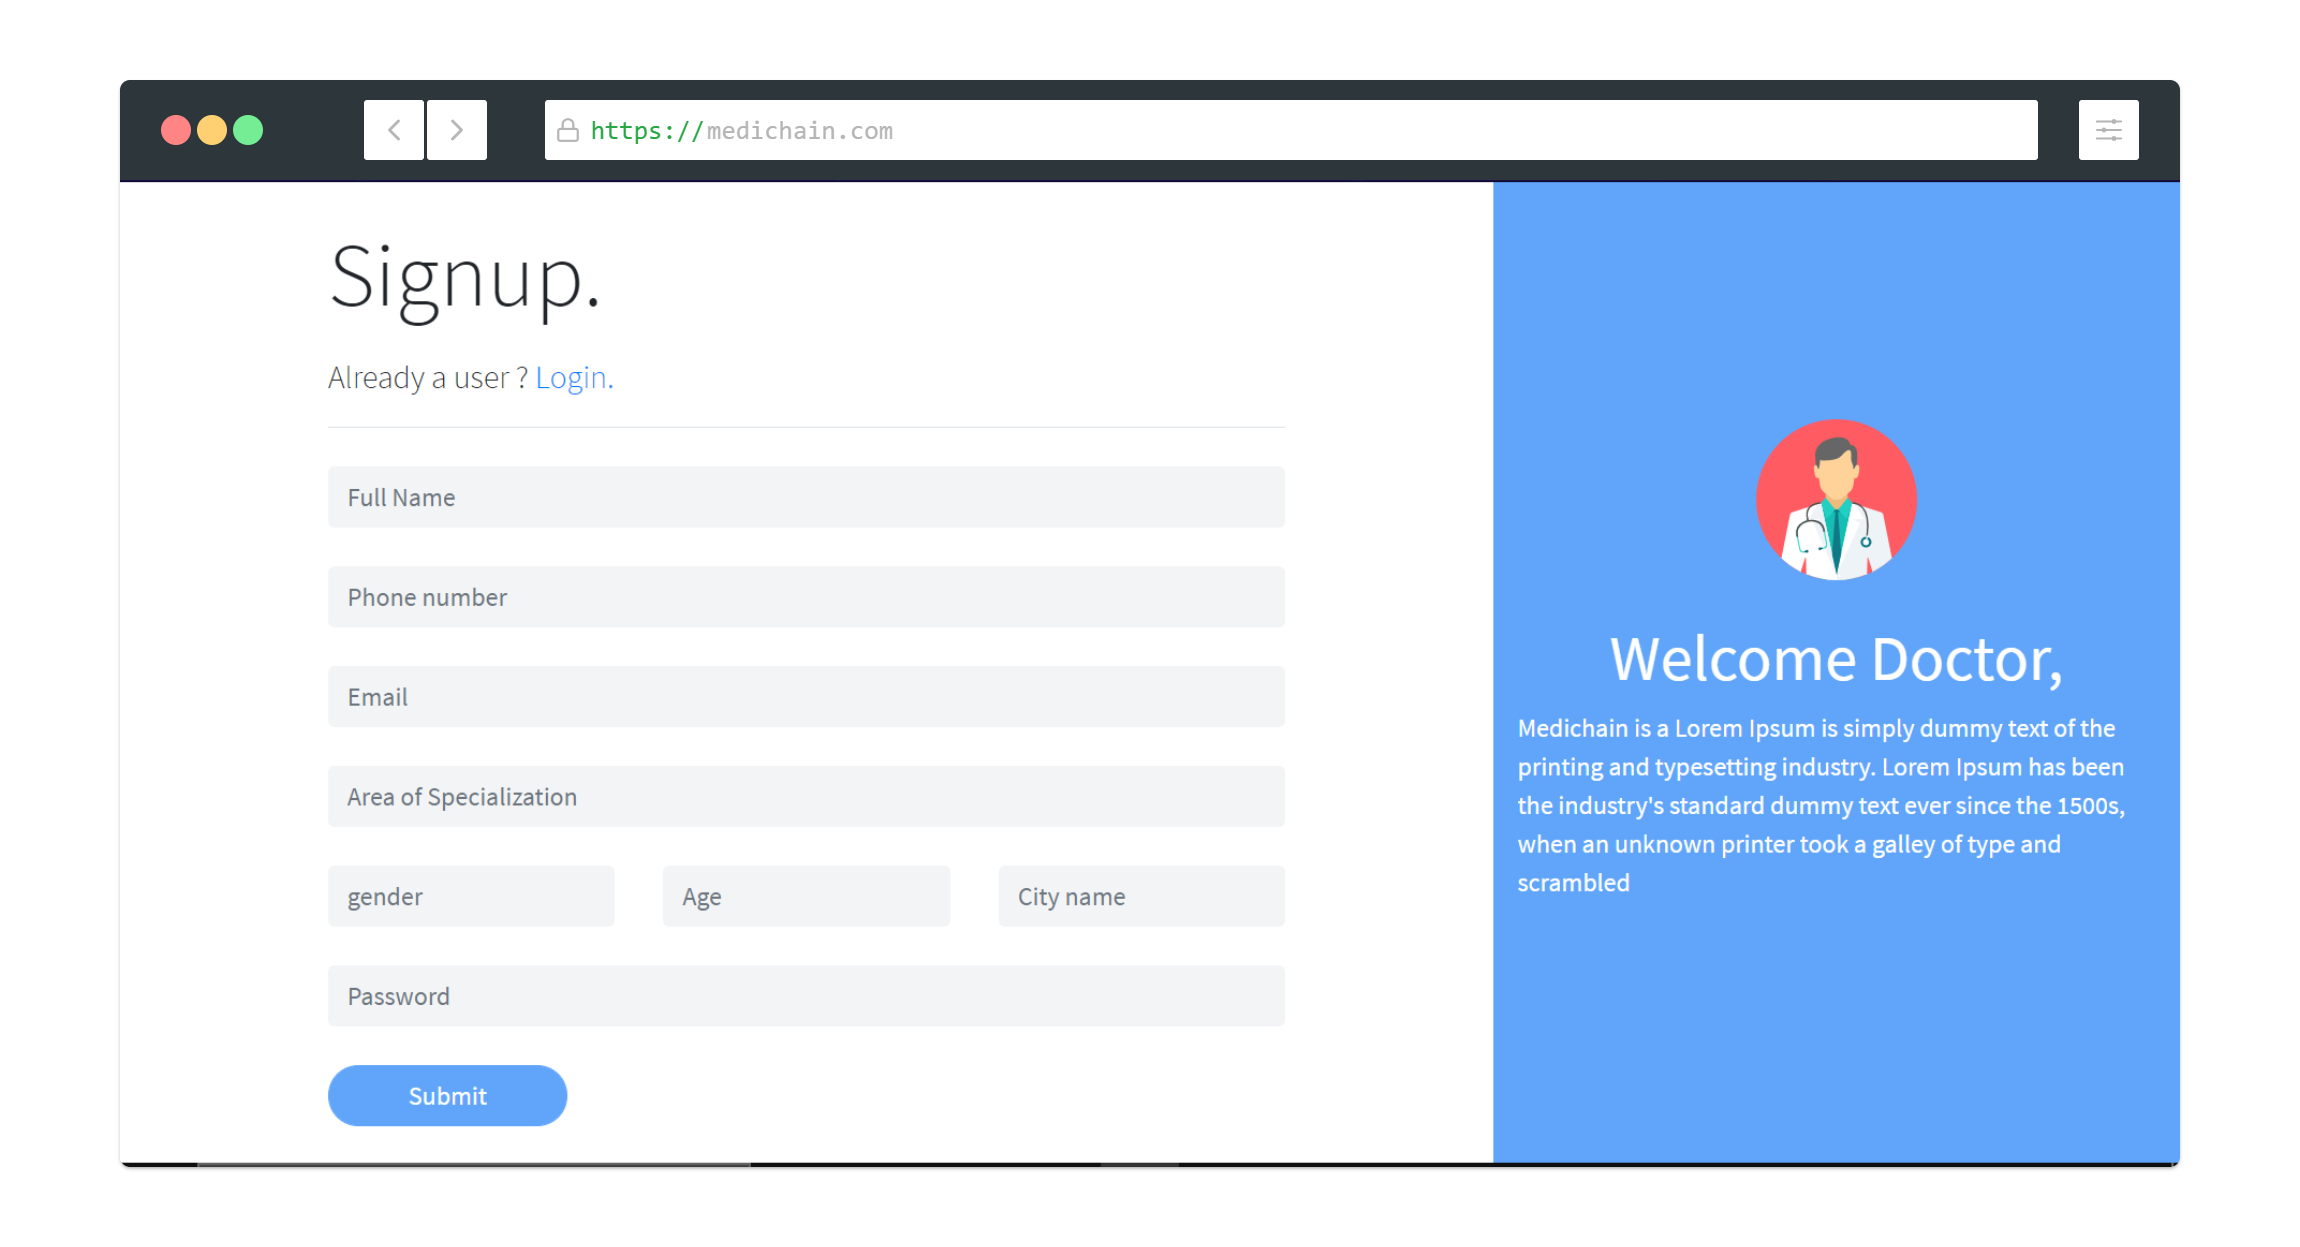 https://medichain.com
Signup.
Already a user ? Login.
Full Name
Phone number
Email
Area of Specialization
gender
Age
City name
Password
Submit
Welcome Doctor,
Medichain is a Lorem Ipsum is simply dummy text of the
printing and typesetting industry. Lorem Ipsum has been
the industry's standard dummy text ever since the 1500s,
when an unknown printer took a galley of type and
scrambled